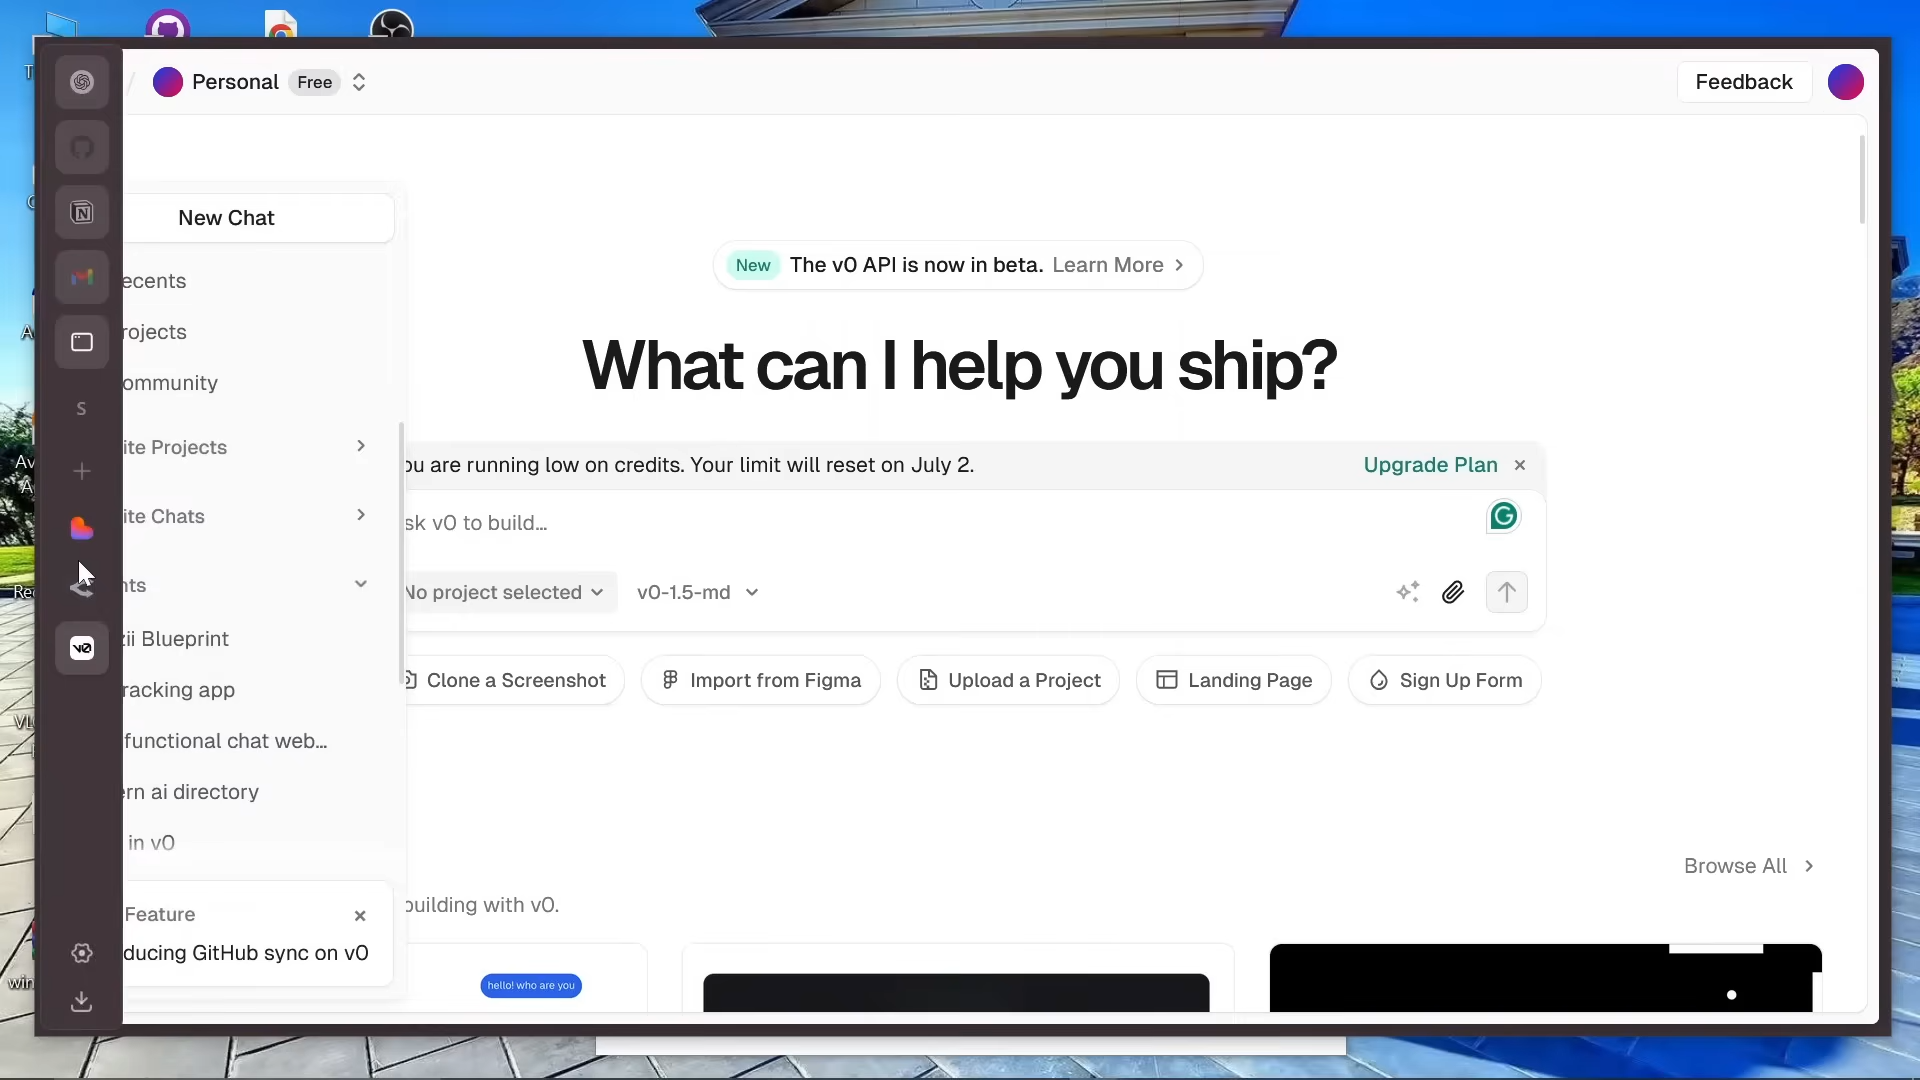 Personal Free
Feedback
New Chat
ecents
rojects
ommunity
ite Projects
ite Chats
nts
zii Blueprint
racking app
functional chat web...
ern ai directory
in v0
Feature
ducing GitHub sync on v0
S
v0
New The v0 API is now in beta. Learn More
What can I help you ship?
ou are running low on credits. Your limit will reset on July 2.
Upgrade Plan
sk v0 to build...
No project selected
v0-1.5-md
Clone a Screenshot
Import from Figma
Upload a Project
Landing Page
Sign Up Form
Browse All
building with v0.
hello! who are you